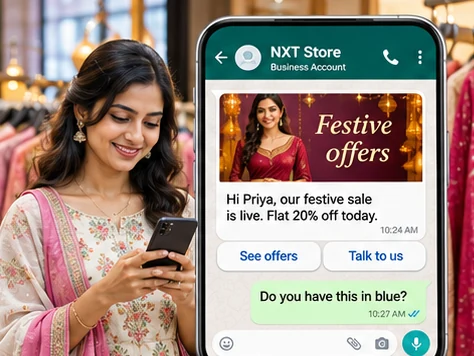 NXT Store
Business Account
Festive
offers
Hi Priya, our festive sale
is live. Flat 20% off today.
10:24 AM
See offers
Talk to us
Do you have this in blue?
10:27 AM